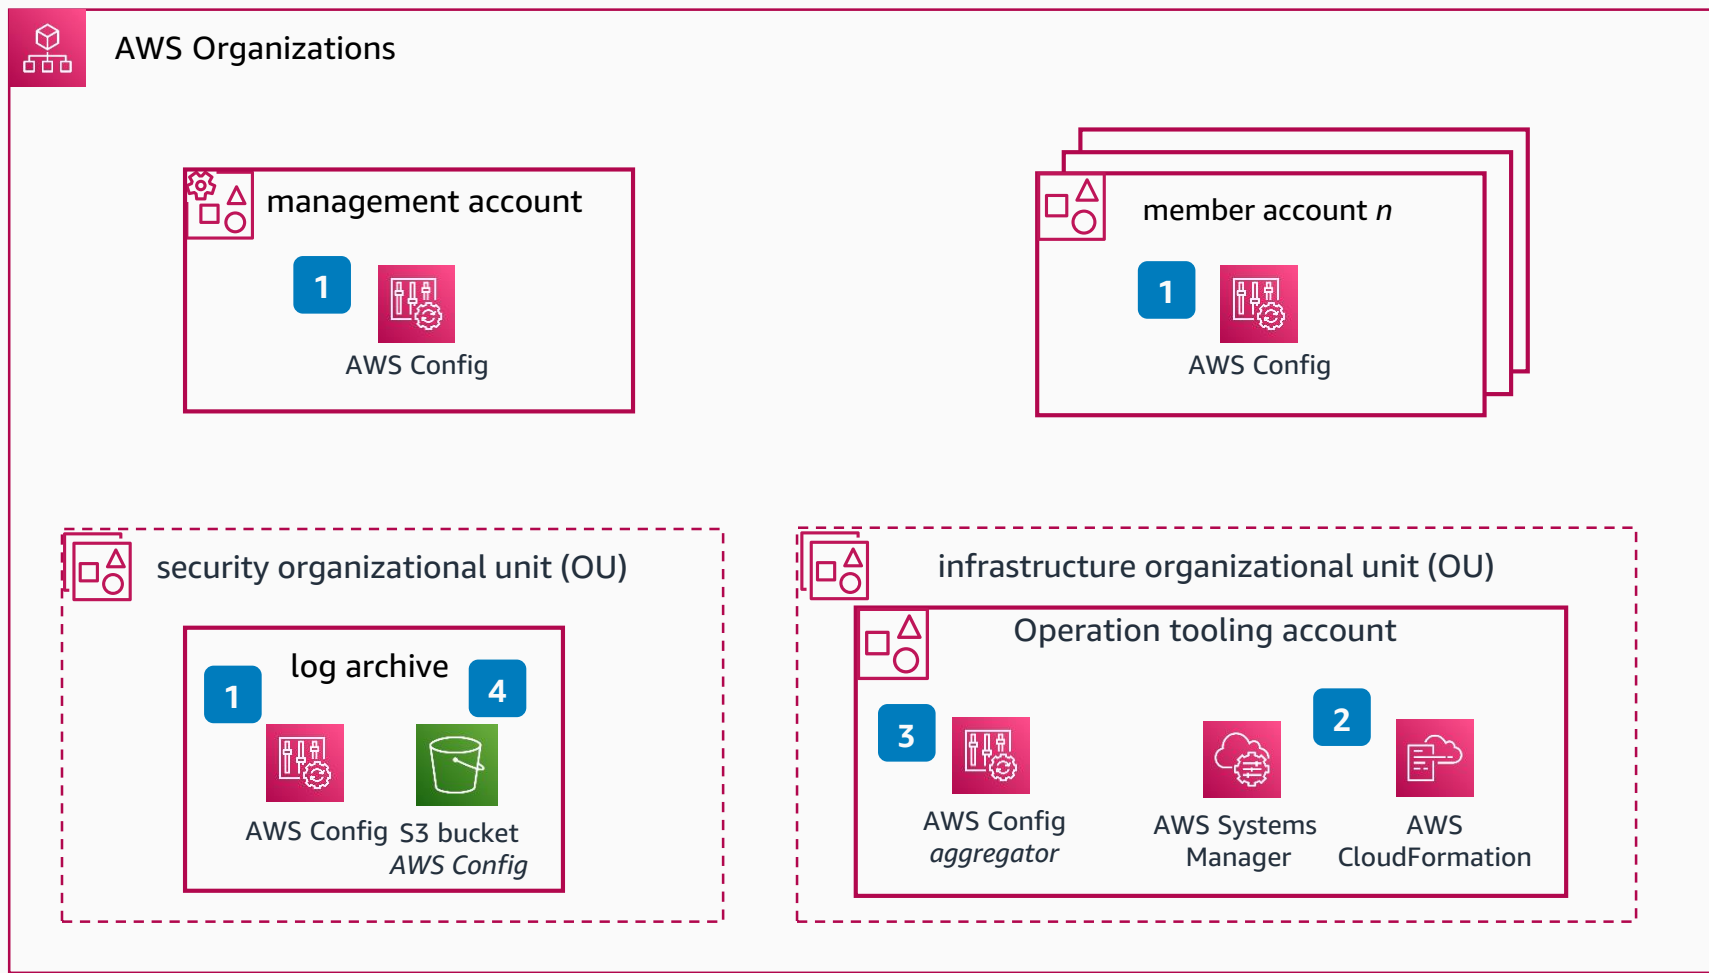 AWS Organizations
management account
1
AWS Config
member account n
1
AWS Config
security organizational unit (OU)
log archive
1
4
AWS Config
S3 bucket
AWS Config
infrastructure organizational unit (OU)
Operation tooling account
3
2
AWS Config
aggregator
AWS Systems
Manager
AWS
CloudFormation